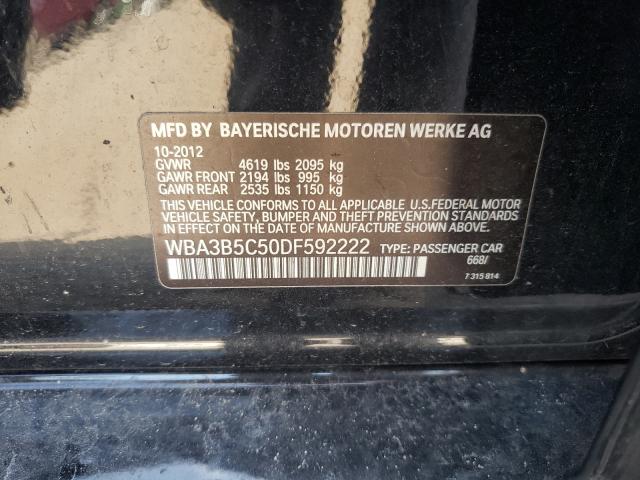 MFD BY BAYERISCHE MOTOREN WERKE AG
10-2012
GVWR 4619 lbs 2095 kg
GAWR FRONT 2194 lbs 995 kg
GAWR REAR 2535 lbs 1150 kg
THIS VEHICLE CONFORMS TO ALL APPLICABLE U.S.FEDERAL MOTOR
VEHICLE SAFETY, BUMPER AND THEFT PREVENTION STANDARDS
IN EFFECT ON THE DATE OF MANUFACTURE SHOWN ABOVE.
WBA3B5C50DF592222 TYPE: PASSENGER CAR
668/
7 315 814